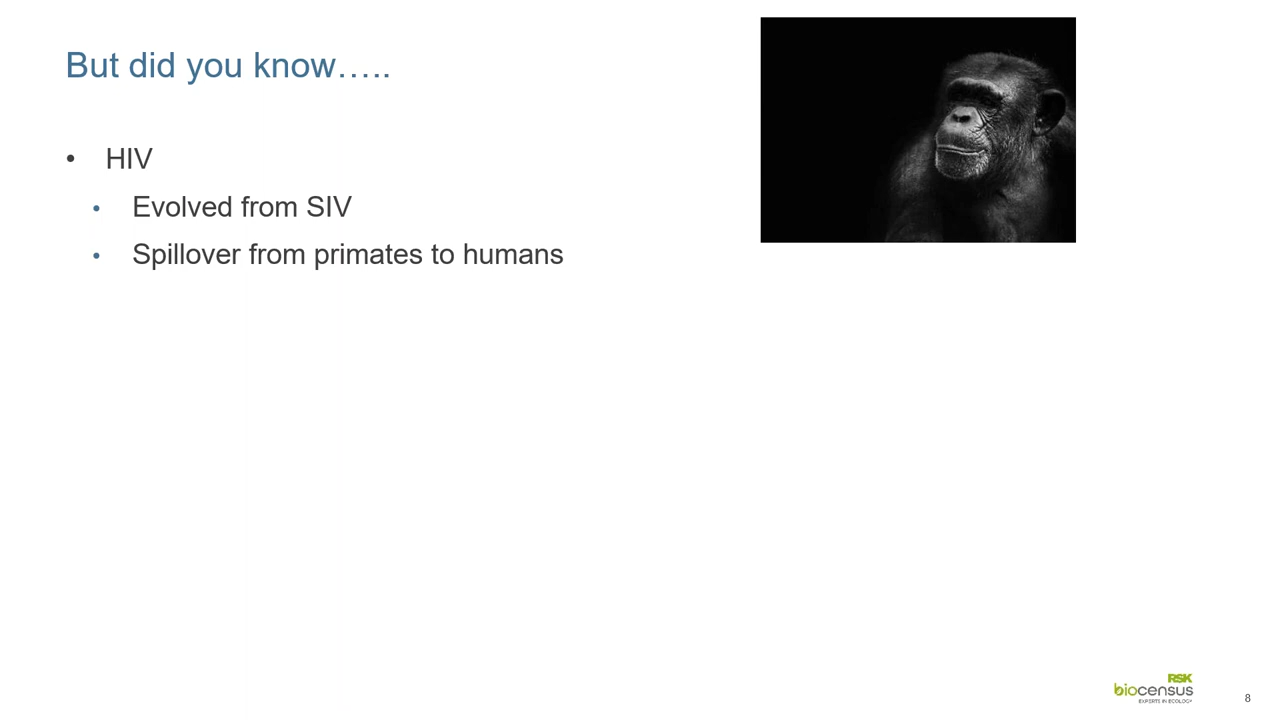 But did you know…..
• HIV
• Evolved from SIV
• Spillover from primates to humans
RSK
biocensus
EXPERTS IN ECOLOGY
8